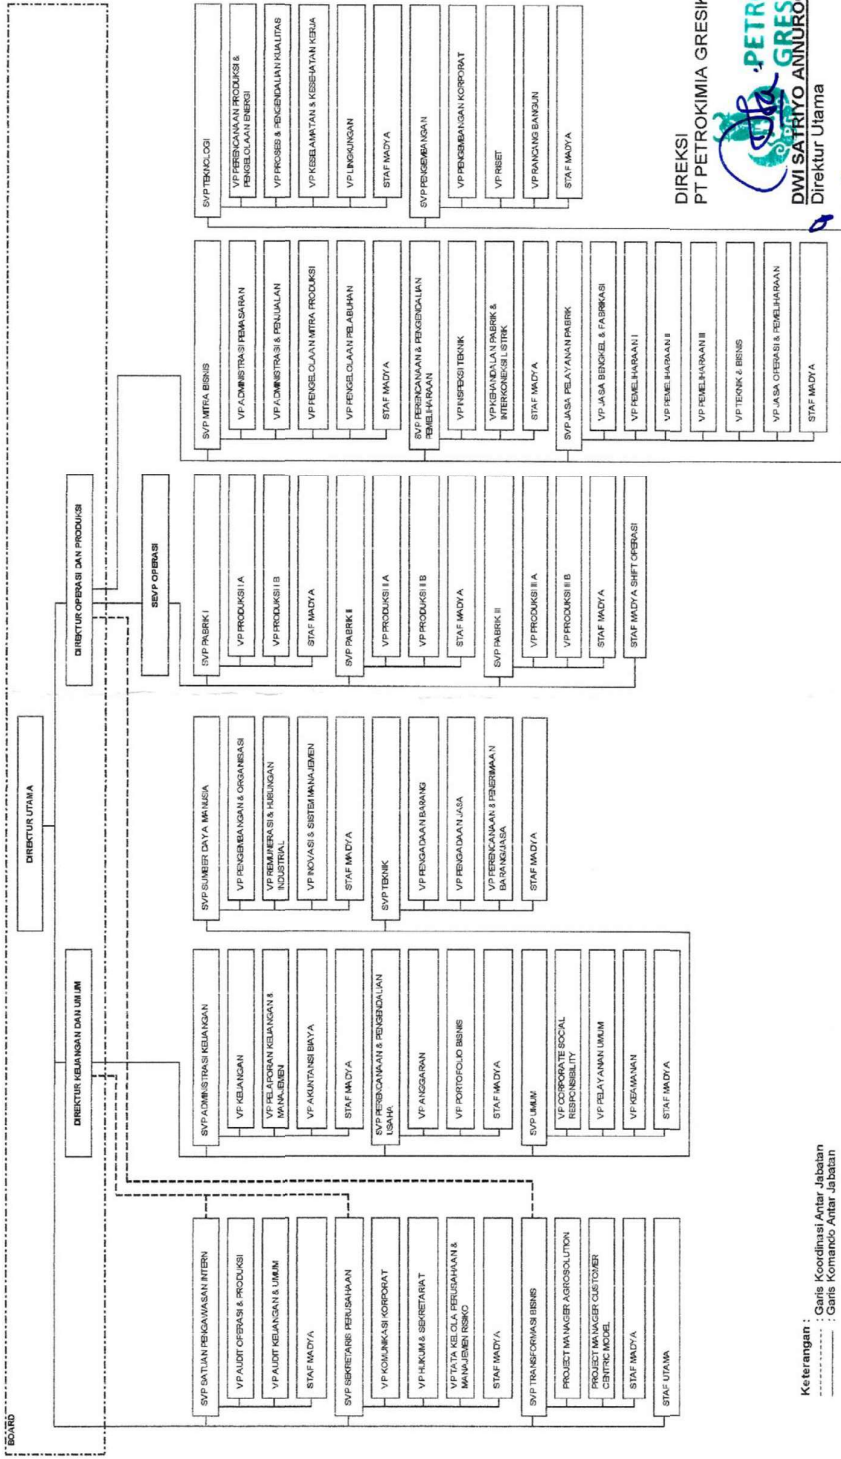 BOARD
DIREKTUR UTAMA
DIREKTUR KEUANGAN DAN UMUM
DIREKTUR OPERASI DAN PRODUKSI
SEVP OPERASI
SVP SATUAN PENGAWASAN INTERN
VP AUDIT OPERASI & PRODUKSI
VP AUDIT KEUANGAN & UMUM
STAF MADYA
SVP SEKRETARIS PERUSAHAAN
VP KOMUNIKASI KORPORAT
VP HUKUM & SEKRETARIAT
VP TATA KELOLA PERUSAHAAN &
MANAJEMEN RISIKO
STAF MADYA
SVP TRANSFORMASI BISNIS
PROJECT MANAGER AGROSOLUTION
PROJECT MANAGER CUSTOMER
CENTRIC MODEL
STAF MADYA
STAF UTAMA
SVP ADMINISTRASI KEUANGAN
VP KEUANGAN
VP PELAPORAN KEUANGAN &
MANAJEMEN
VP AKUNTANSI BIAYA
STAF MADYA
SVP PERENCANAAN & PENGENDALIAN
USAHA
VP ANGGARAN
VP PORTOFOLIO BISNIS
STAF MADYA
SVP UMUM
VP CORPORATE SOCIAL
RESPONSIBILITY
VP PELAYANAN UMUM
VP KEAMANAN
STAF MADYA
SVP SUMBER DAYA MANUSIA
VP PENGEMBANGAN & ORGANISASI
VP REMUNERASI & HUBUNGAN
INDUSTRIAL
VP INOVASI & SISTEM MANAJEMEN
STAF MADYA
SVP TEKNIK
VP PENGADAAN BARANG
VP PENGADAAN JASA
VP PERENCANAAN & PENERIMAAN
BARANG/JASA
STAF MADYA
SVP PABRIK I
VP PRODUKSI I A
VP PRODUKSI I B
STAF MADYA
SVP PABRIK II
VP PRODUKSI II A
VP PRODUKSI II B
STAF MADYA
SVP PABRIK III
VP PRODUKSI III A
VP PRODUKSI III B
STAF MADYA
STAF MADYA SHIFT OPERASI
SVP MITRA BISNIS
VP ADMINISTRASI PEMASARAN
VP ADMINISTRASI & PENJUALAN
VP PENGELOLAAN MITRA PRODUKSI
VP PENGELOLAAN PELABUHAN
STAF MADYA
SVP PERENCANAAN & PENGENDALIAN
PEMELIHARAAN
VP INSPEKSI TEKNIK
VP KEHANDALAN PABRIK &
INTERKONEKSI LISTRIK
STAF MADYA
SVP JASA PELAYANAN PABRIK
VP JASA BENGKEL & FABRIKASI
VP PEMELIHARAAN I
VP PEMELIHARAAN II
VP PEMELIHARAAN III
VP TEKNIK & BISNIS
VP JASA OPERASI & PEMELIHARAAN
STAF MADYA
SVP TEKNOLOGI
VP PERENCANAAN PRODUKSI &
PENGELOLAAN ENERGI
VP PROSES & PENGENDALIAN KUALITAS
VP KESELAMATAN & KESEHATAN KERJA
VP LINGKUNGAN
STAF MADYA
SVP PENGEMBANGAN
VP PENGEMBANGAN KORPORAT
VP RISET
VP RANCANG BANGUN
STAF MADYA
Keterangan :
: Garis Koordinasi Antar Jabatan
: Garis Komando Antar Jabatan
DIREKSI
PT PETROKIMIA GRESIK
PETR
GRES
DWI SATRIYO ANNURO
Direktur Utama